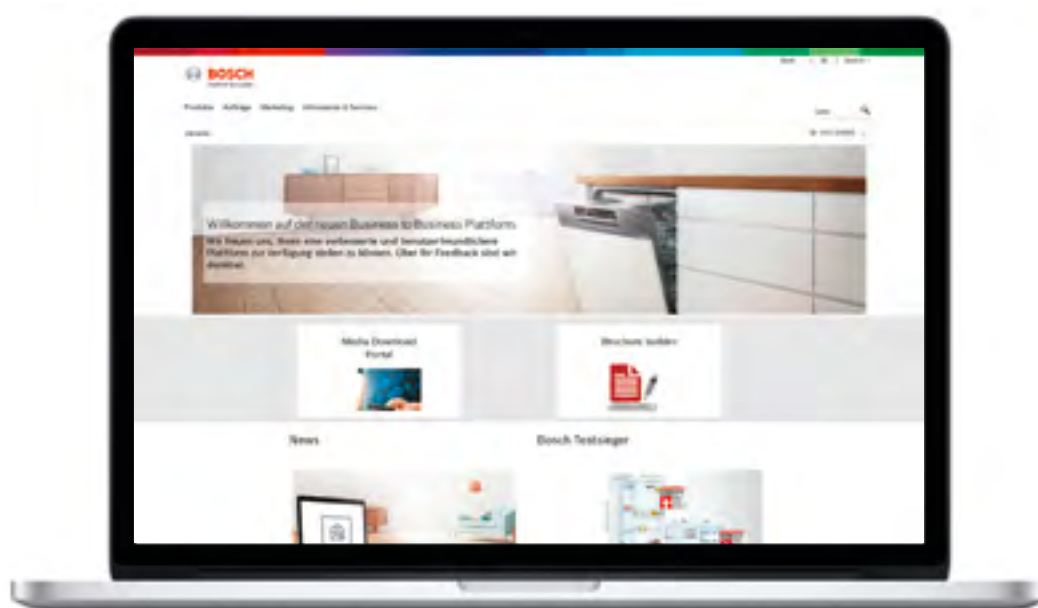 BOSCH
Produkte Aufträge Marketing Informationen & Services
Willkommen auf der neuen Business to Business Plattform
Wir freuen uns, Ihnen eine verbesserte und benutzerfreundlichere
Plattform zur Verfügung stellen zu können. Über Ihr Feedback sind wir
dankbar.
Media Download
Portal
Brochure builder
News
Bosch Testsieger